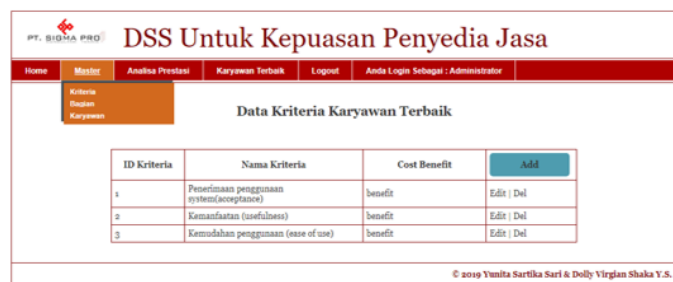 PT. SIGMA PRO
DSS Untuk Kepuasan Penyedia Jasa
Home Master Analisa Prestasi Karyawan Terbaik Logout Anda Login Sebagai : Administrator
Kriteria
Bagian
Karyawan
Data Kriteria Karyawan Terbaik
ID Kriteria Nama Kriteria Cost Benefit Add
1 Penerimaan penggunaan
system(acceptance) benefit Edit | Del
2 Kemanfaatan (usefulness) benefit Edit | Del
3 Kemudahan penggunaan (ease of use) benefit Edit | Del
© 2019 Yunita Sartika Sari & Dolly Virgian Shaka Y.S.